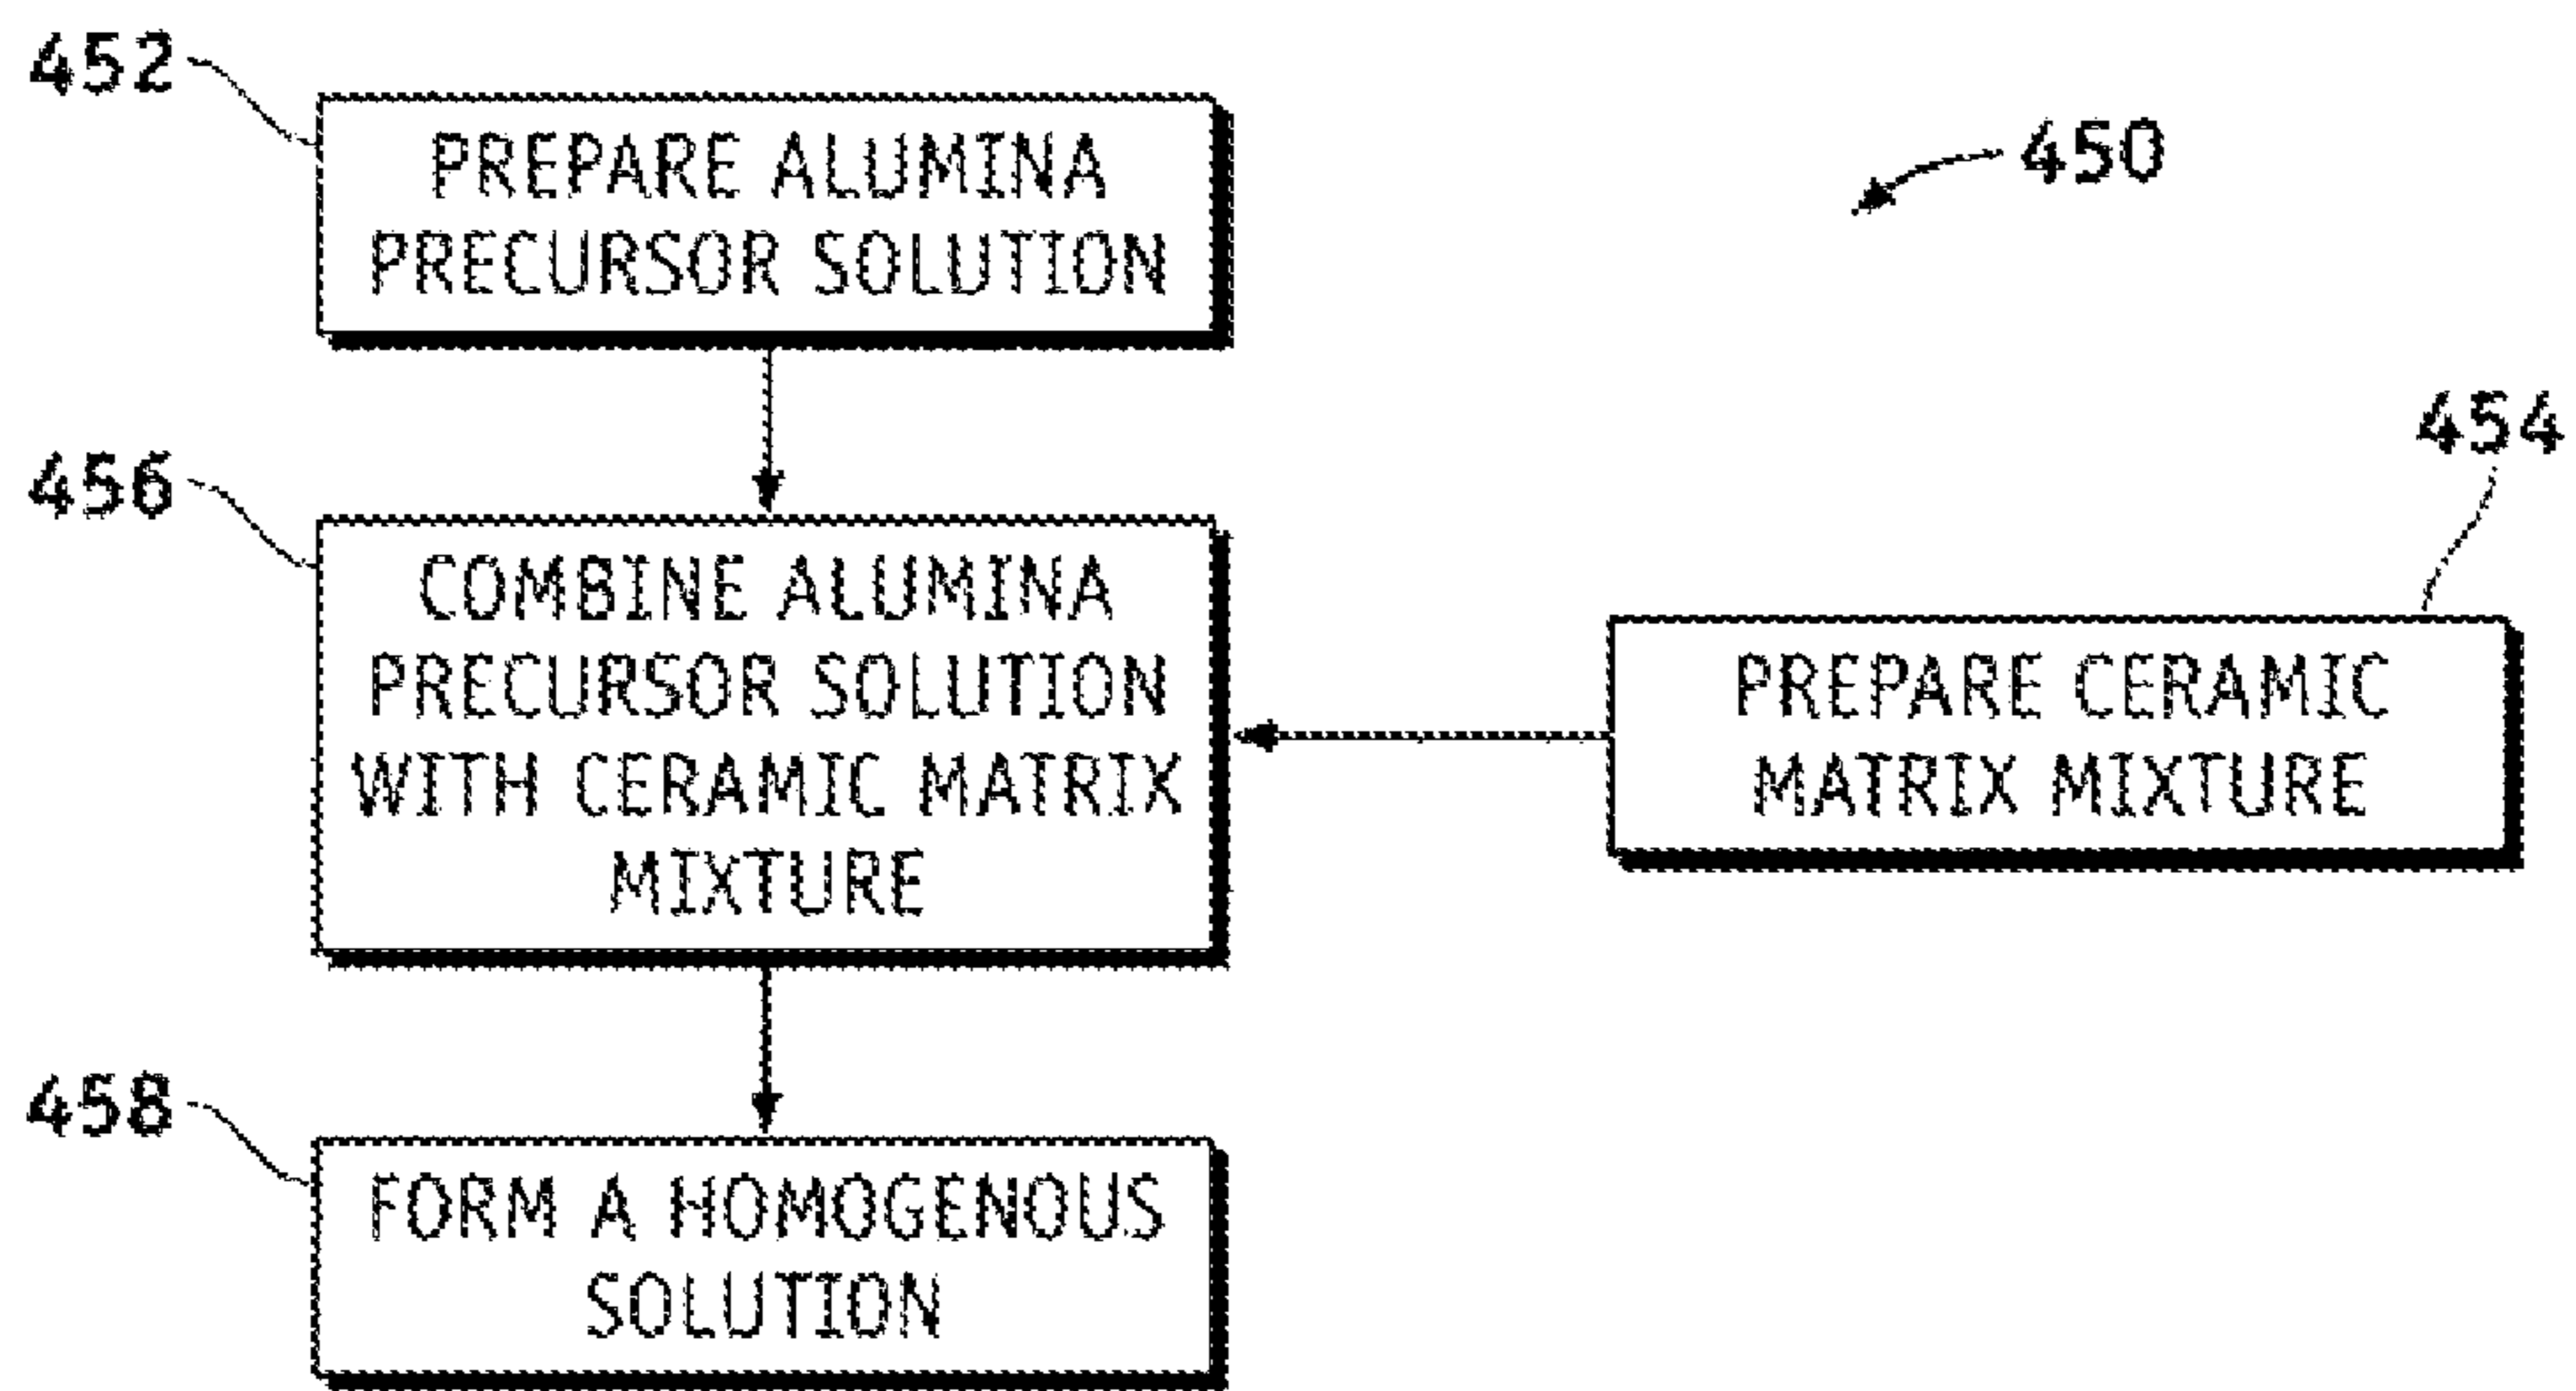 452
PREPARE ALUMINA
PRECURSOR SOLUTION
450
456
COMBINE ALUMINA
PRECURSOR SOLUTION
WITH CERAMIC MATRIX
MIXTURE
454
PREPARE CERAMIC
MATRIX MIXTURE
458
FORM A HOMOGENOUS
SOLUTION